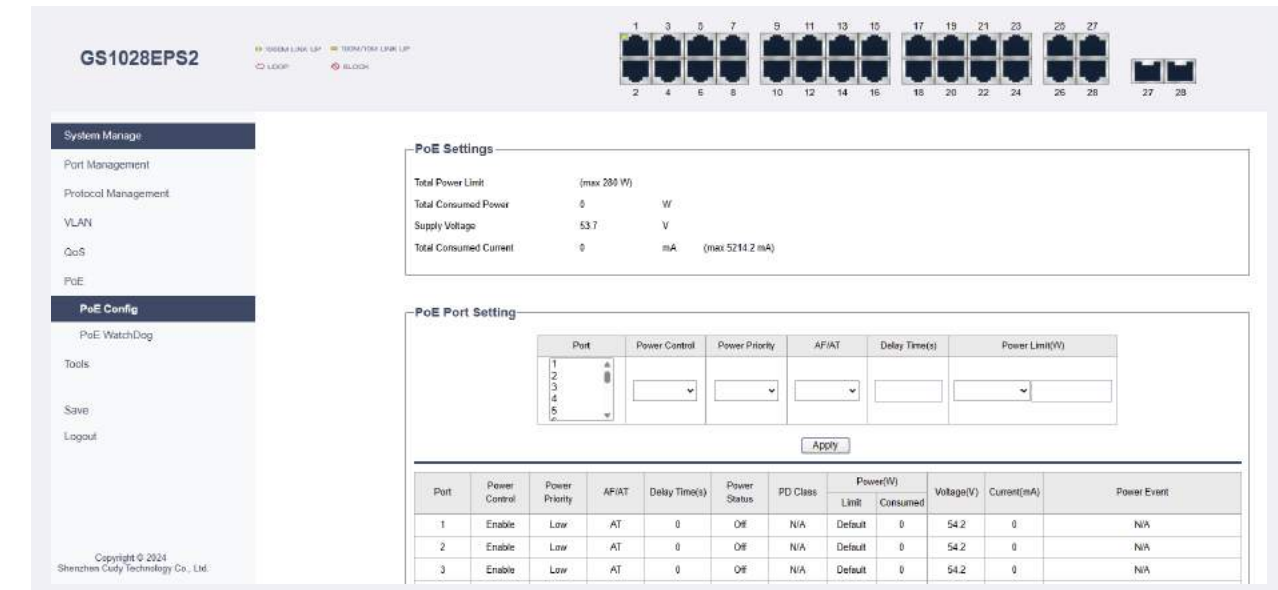 1 3 5 7 9 11 13 15 17 19 21 23 25 27
GS1028EPS2
1000M LINK UP 100M/10M LINK UP
LOOP BLOCK
2 4 6 8 10 12 14 16 18 20 22 24 26 28 27 28
System Manage
Port Management
Protocol Management
VLAN
QoS
PoE
PoE Config
PoE WatchDog
Tools
Save
Logout
Copyright © 2024
Shenzhen Cudy Technology Co., Ltd.
PoE Settings
Total Power Limit (max 280 W)
Total Consumed Power 0 W
Supply Voltage 53.7 V
Total Consumed Current 0 mA (max 5214.2 mA)
PoE Port Setting
Port Power Control Power Priority AF/AT Delay Time(s) Power Limit(W)
1
2
3
4
5
Apply
Port Power Control Power Priority AF/AT Delay Time(s) Power Status PD Class Power(W) Limit Consumed Voltage(V) Current(mA) Power Event
1 Enable Low AT 0 Off N/A Default 0 54.2 0 N/A
2 Enable Low AT 0 Off N/A Default 0 54.2 0 N/A
3 Enable Low AT 0 Off N/A Default 0 54.2 0 N/A